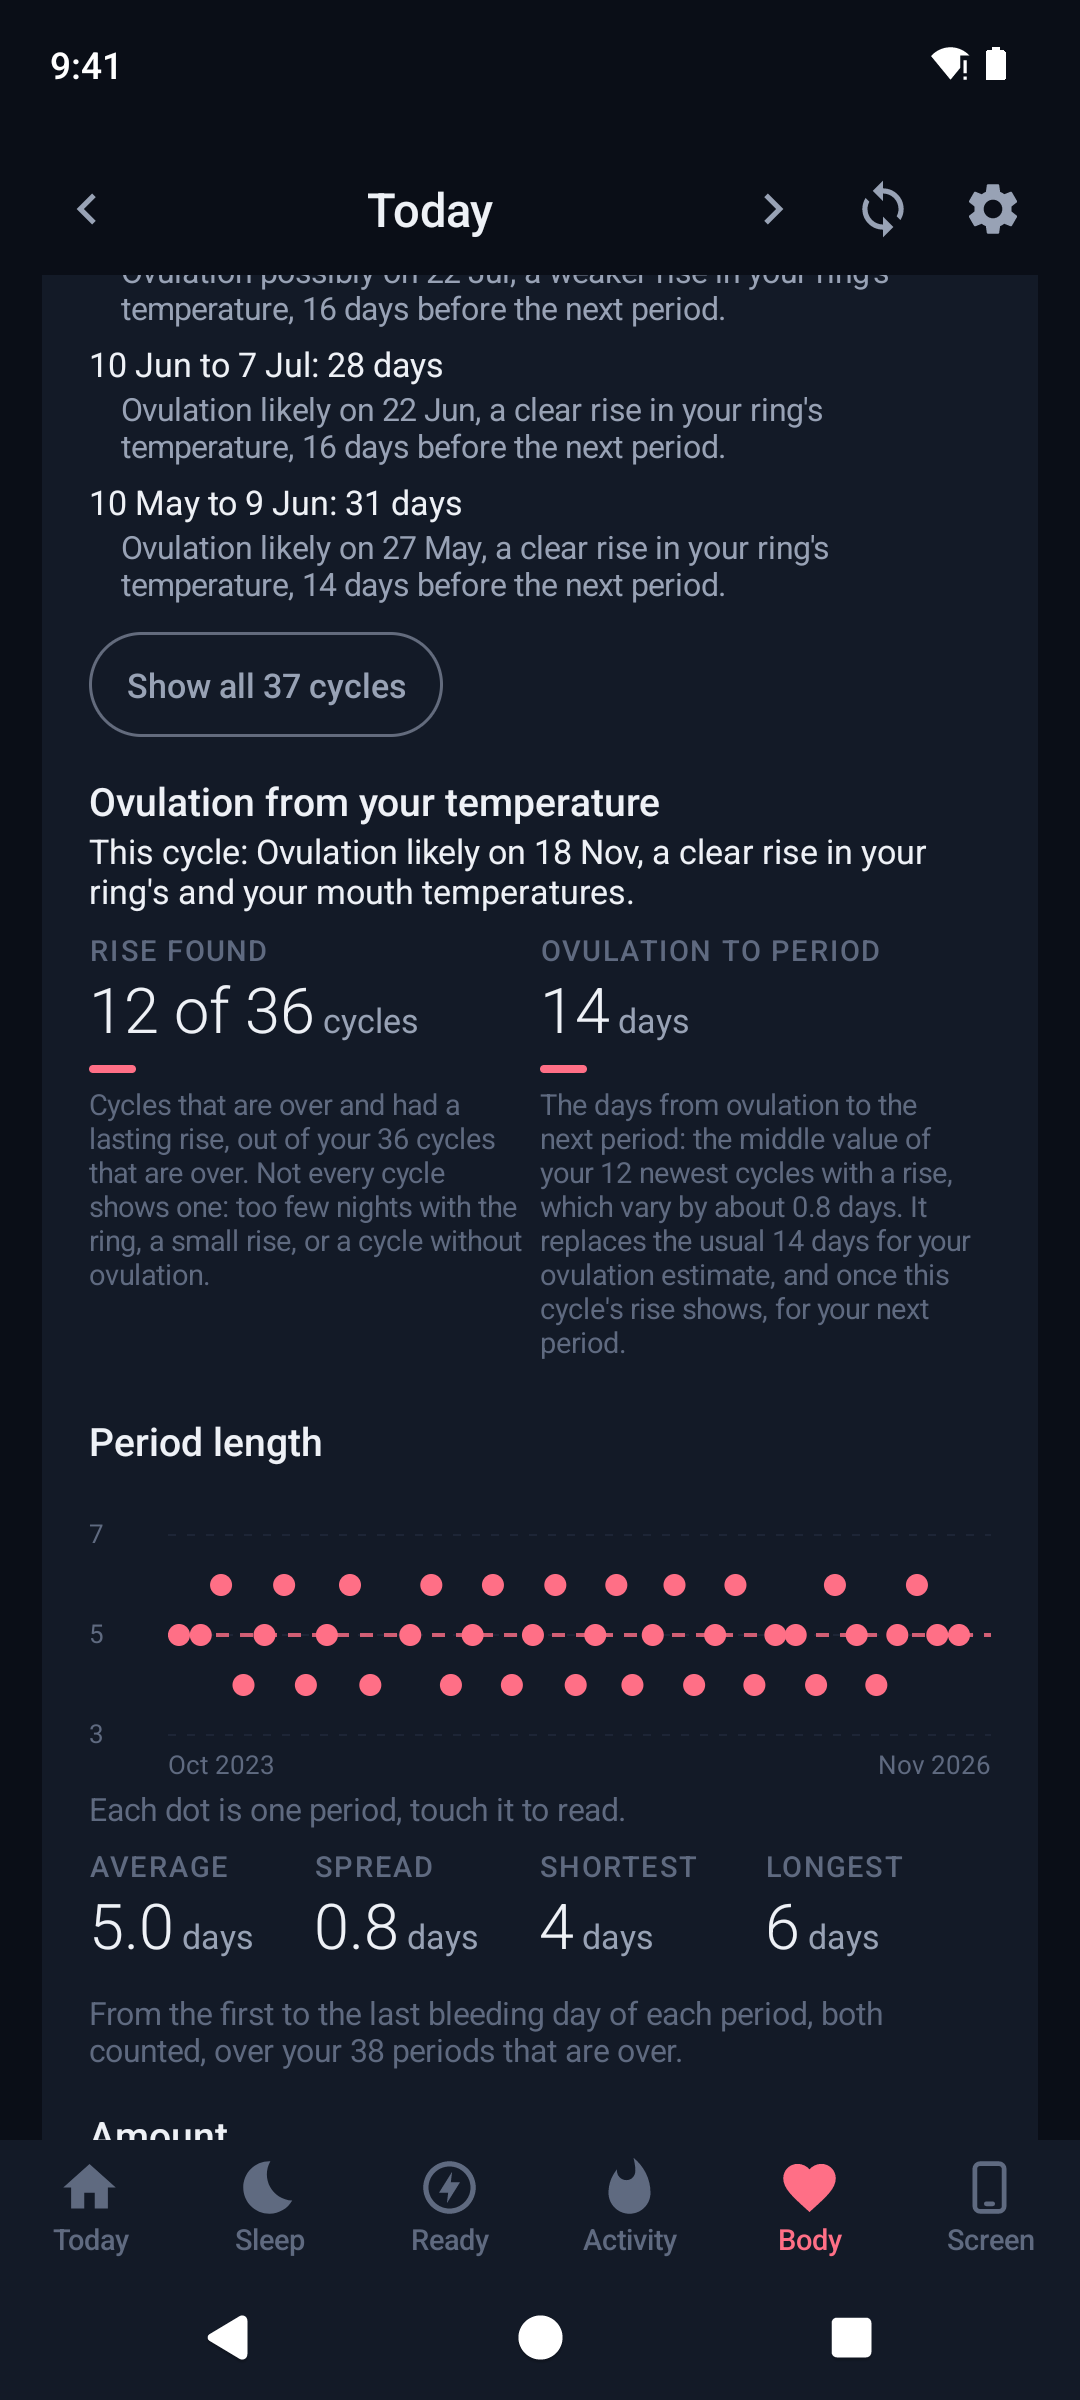 9:41
Today
Ovulation possibly on 22 Jul, a weaker rise in your ring's
temperature, 16 days before the next period.
10 Jun to 7 Jul: 28 days
Ovulation likely on 22 Jun, a clear rise in your ring's
temperature, 16 days before the next period.
10 May to 9 Jun: 31 days
Ovulation likely on 27 May, a clear rise in your ring's
temperature, 14 days before the next period.
Show all 37 cycles
Ovulation from your temperature
This cycle: Ovulation likely on 18 Nov, a clear rise in your
ring's and your mouth temperatures.
RISE FOUND
12 of 36 cycles
Cycles that are over and had a
lasting rise, out of your 36 cycles
that are over. Not every cycle
shows one: too few nights with the
ring, a small rise, or a cycle without
ovulation.
OVULATION TO PERIOD
14 days
The days from ovulation to the
next period: the middle value of
your 12 newest cycles with a rise,
which vary by about 0.8 days. It
replaces the usual 14 days for your
ovulation estimate, and once this
cycle's rise shows, for your next
period.
Period length
7
5
3
Oct 2023 Nov 2026
Each dot is one period, touch it to read.
AVERAGE SPREAD SHORTEST LONGEST
5.0 days 0.8 days 4 days 6 days
From the first to the last bleeding day of each period, both
counted, over your 38 periods that are over.
Amount
Today Sleep Ready Activity Body Screen